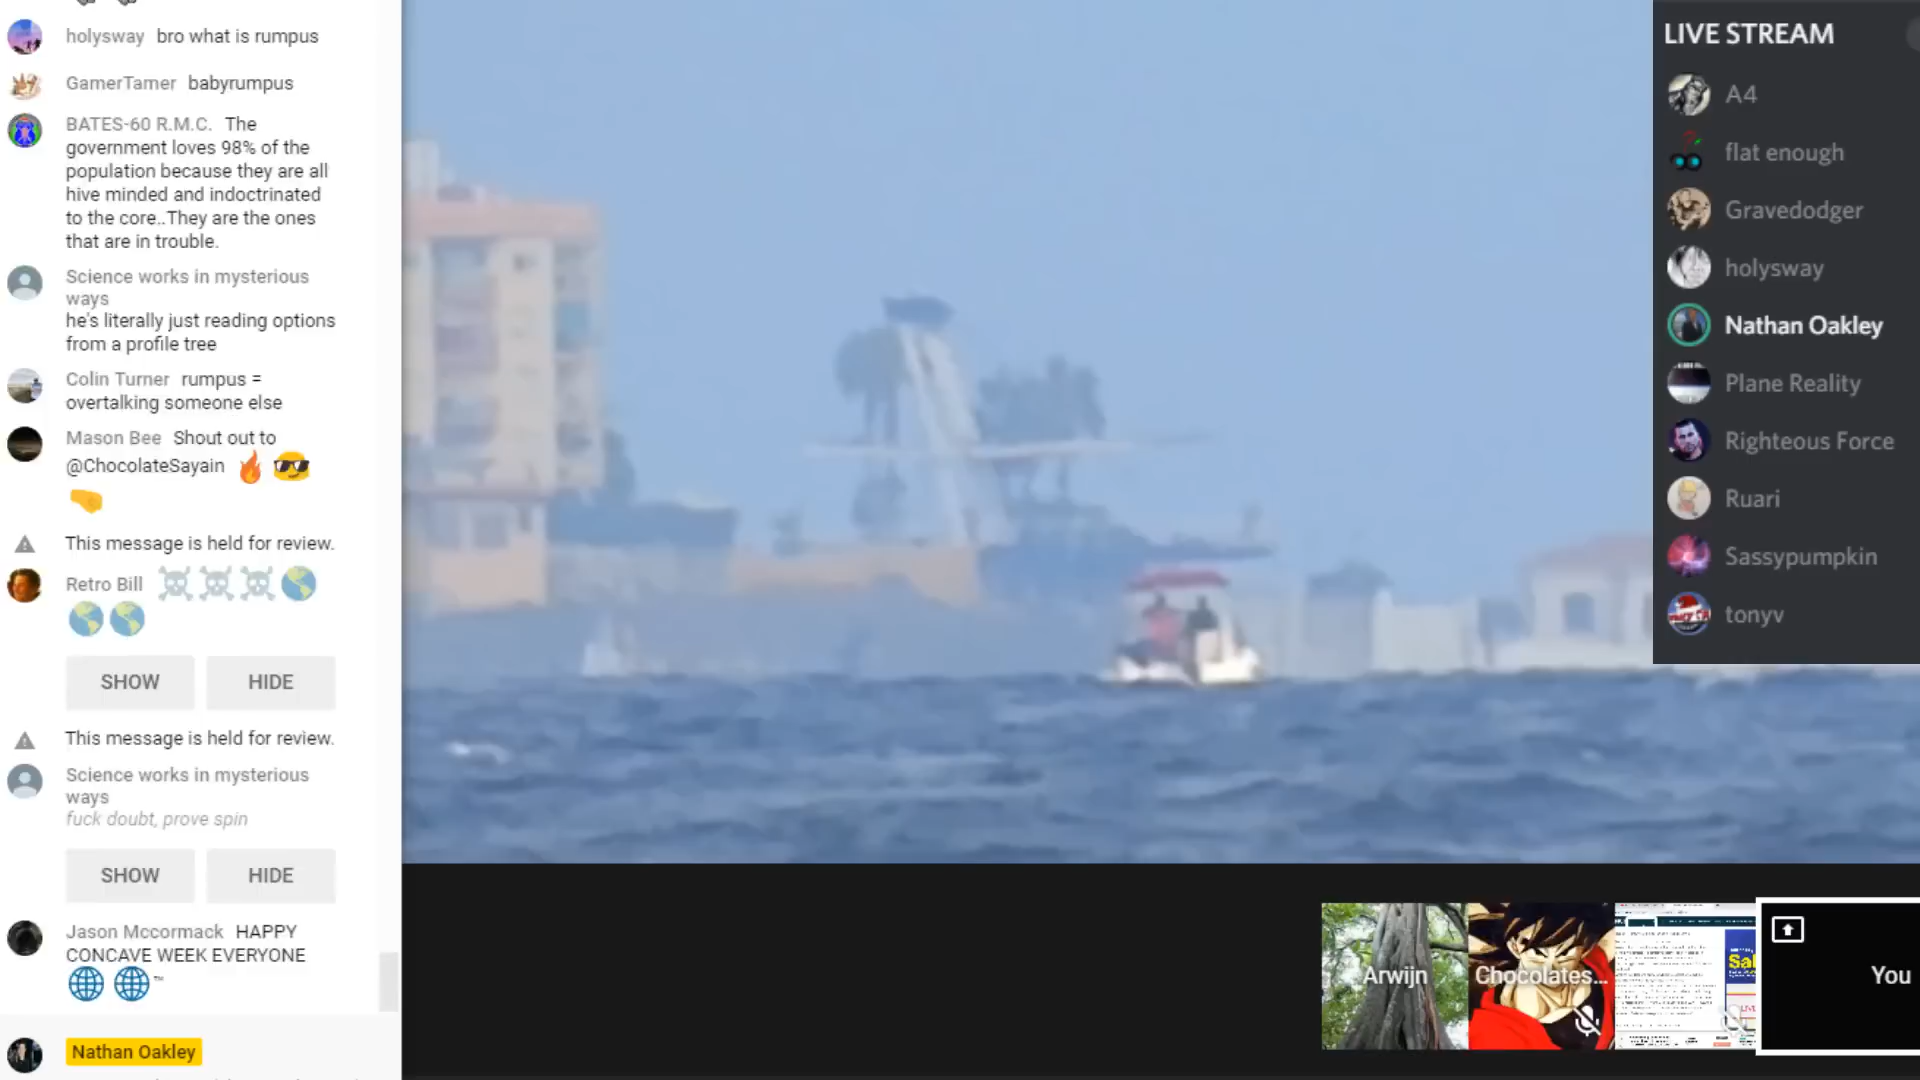 holysway bro what is rumpus
GamerTamer babyrumpus
BATES-60 R.M.C. The
government loves 98% of the
population because they are all
hive minded and indoctrinated
to the core..They are the ones
that are in trouble.
Science works in mysterious
ways
he's literally just reading options
from a profile tree
Colin Turner rumpus =
overtalking someone else
Mason Bee Shout out to
@ChocolateSayain
This message is held for review.
Retro Bill
SHOW HIDE
This message is held for review.
Science works in mysterious
ways
fuck doubt, prove spin
SHOW HIDE
Jason Mccormack HAPPY
CONCAVE WEEK EVERYONE
™
Nathan Oakley
LIVE STREAM
A4
flat enough
Gravedodger
holysway
Nathan Oakley
Plane Reality
Righteous Force
Ruari
Sassypumpkin
tonyv
Arwijn
Chocolates...
You